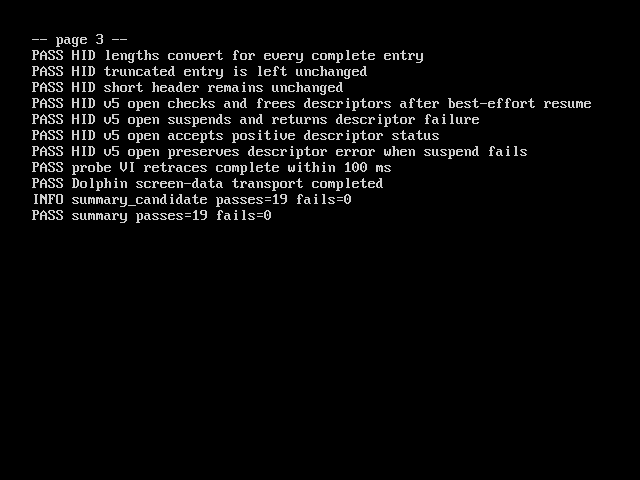 -- page 3 --
PASS HID lengths convert for every complete entry
PASS HID truncated entry is left unchanged
PASS HID short header remains unchanged
PASS HID v5 open checks and frees descriptors after best-effort resume
PASS HID v5 open suspends and returns descriptor failure
PASS HID v5 open accepts positive descriptor status
PASS HID v5 open preserves descriptor error when suspend fails
PASS probe VI retraces complete within 100 ms
PASS Dolphin screen-data transport completed
INFO summary_candidate passes=19 fails=0
PASS summary passes=19 fails=0